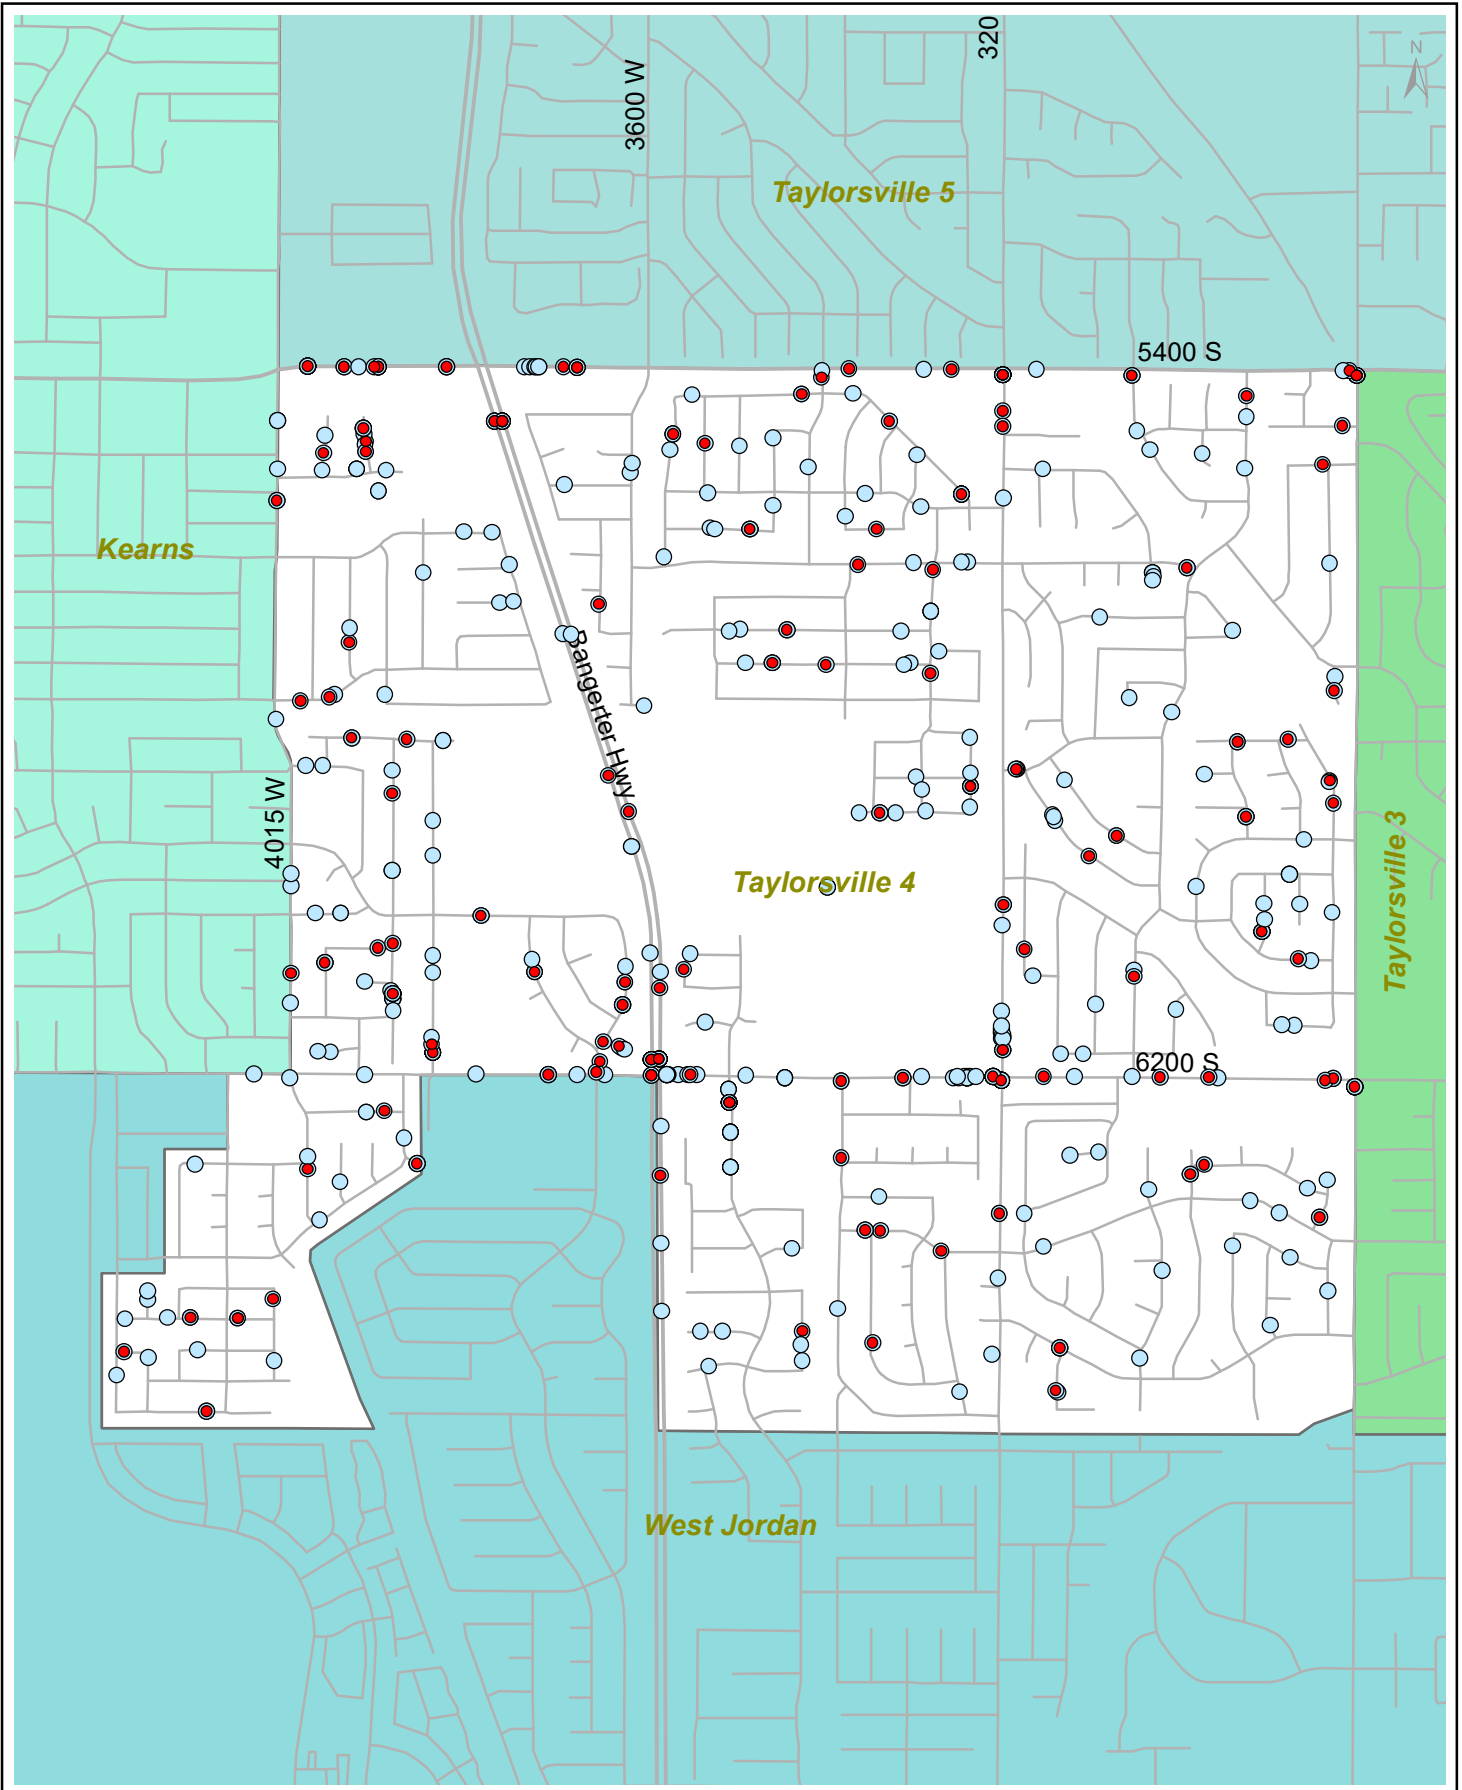 320
3600 W
N
Taylorsville 5
5400 S
Kearns
Bangerter Hwy
4015 W
Taylorsville 4
Taylorsville 3
6200 S
West Jordan